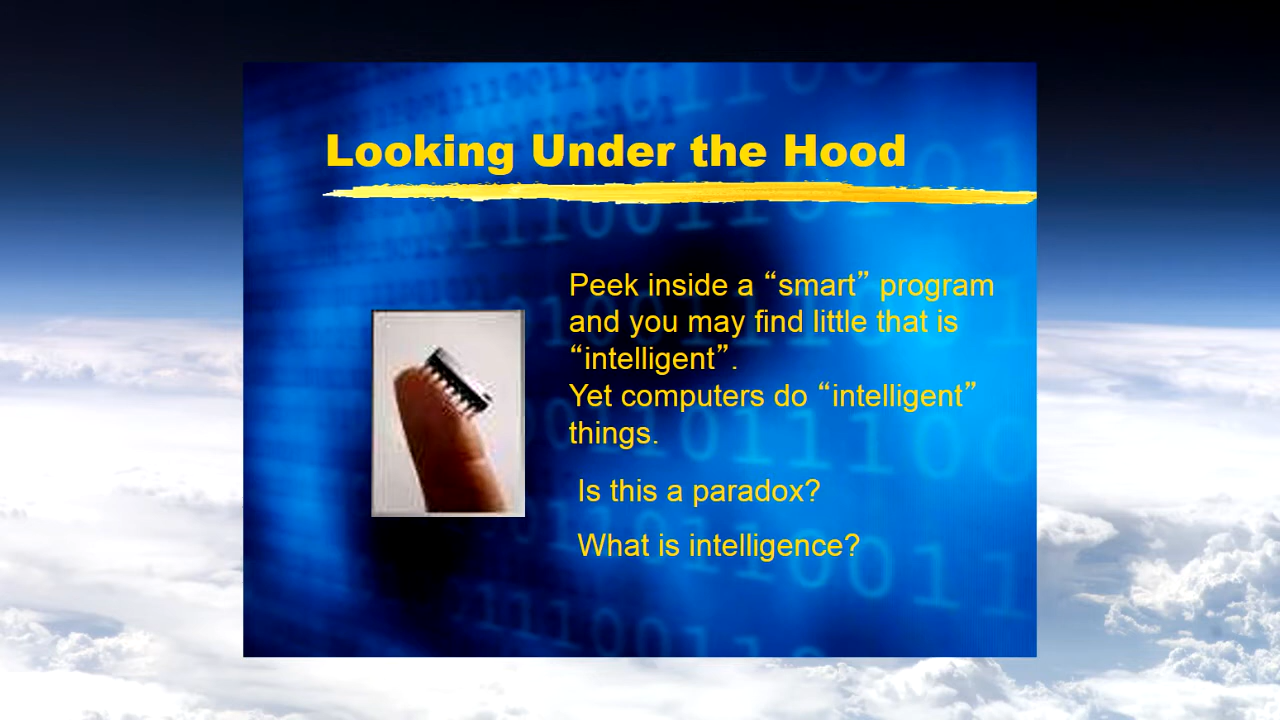 Looking Under the Hood
Peek inside a “smart” program
and you may find little that is
“intelligent”.
Yet computers do “intelligent”
things.
Is this a paradox?
What is intelligence?